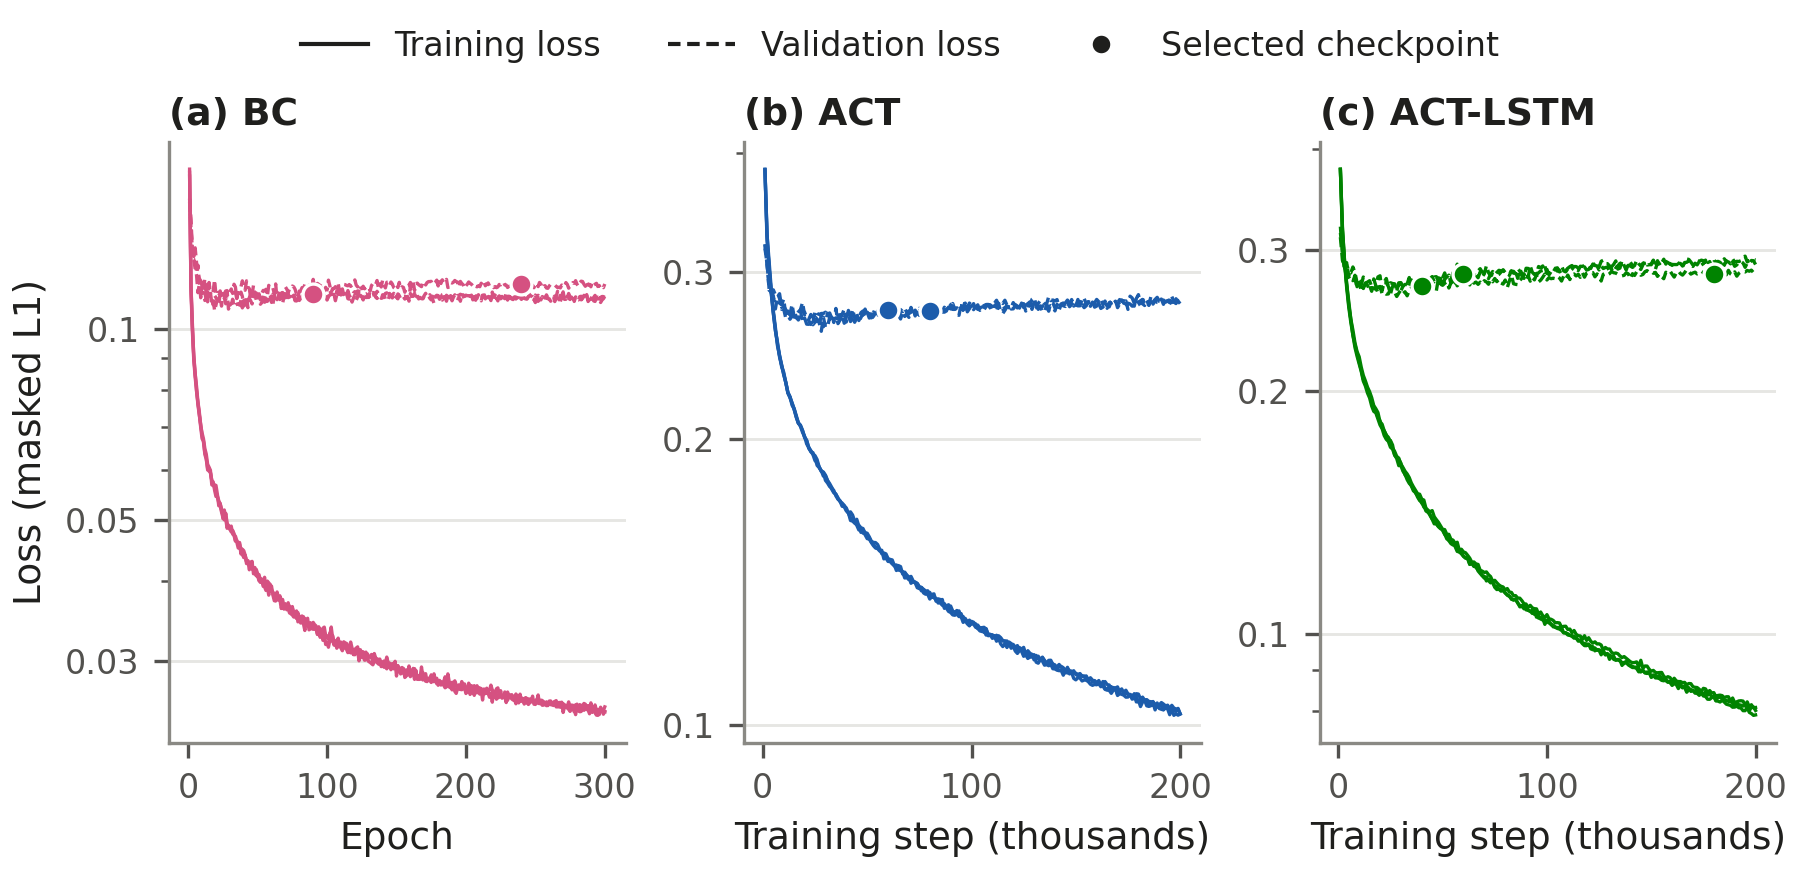 Training loss
Validation loss
Selected checkpoint
(a) BC
(b) ACT
(c) ACT-LSTM
Loss (masked L1)
0.1
0.05
0.03
0
100
200
300
Epoch
0.3
0.2
0.1
0
100
200
Training step (thousands)
0.3
0.2
0.1
0
100
200
Training step (thousands)